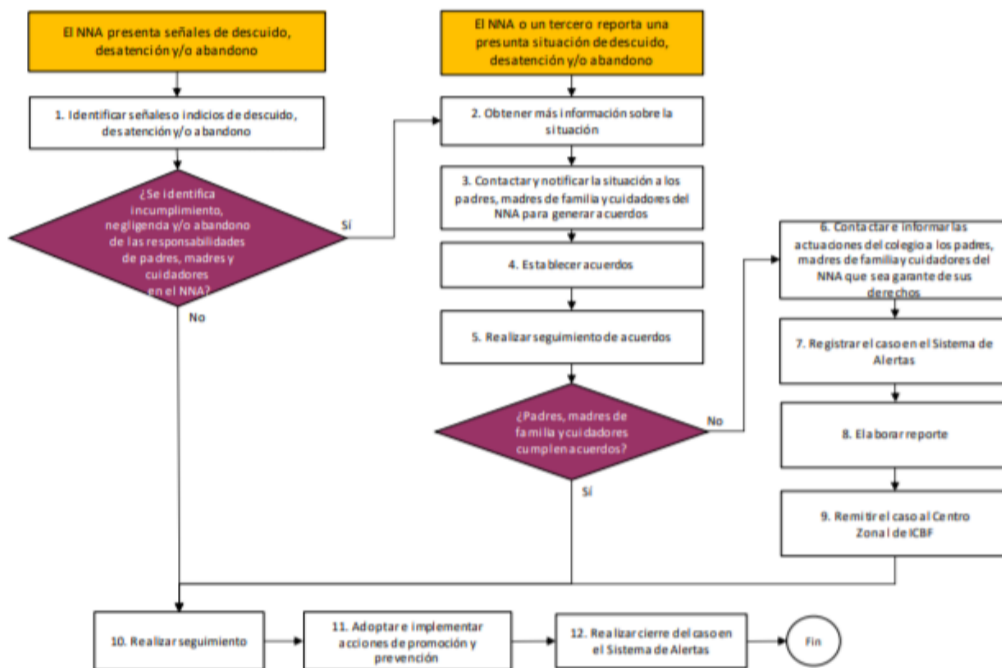 El NNA presenta señales de descuido,
desatención y/o abandono
El NNA o un tercero reporta una
presunta situación de descuido,
desatención y/o abandono
1. Identificar señales o indicios de descuido,
desatención y/o abandono
2. Obtener más información sobre la
situación
¿Se identifica
incumplimiento,
negligencia y/o abandono
de las responsabilidades
de padres, madres y
cuidadores
en el NNA?
Sí
No
3. Contactar y notificar la situación a los
padres, madres de familia y cuidadores del
NNA para generar acuerdos
4. Establecer acuerdos
5. Realizar seguimiento de acuerdos
¿Padres, madres de
familia y cuidadores
cumplen acuerdos?
No
Sí
6. Contactar e informar las
actuaciones del colegio a los padres,
madres de familia y cuidadores del
NNA que sea garante de sus
derechos
7. Registrar el caso en el Sistema de
Alertas
8. Elaborar reporte
9. Remitir el caso al Centro
Zonal de ICBF
10. Realizar seguimiento
11. Adoptar e implementar
acciones de promoción y
prevención
12. Realizar cierre del caso en
el Sistema de Alertas
Fin